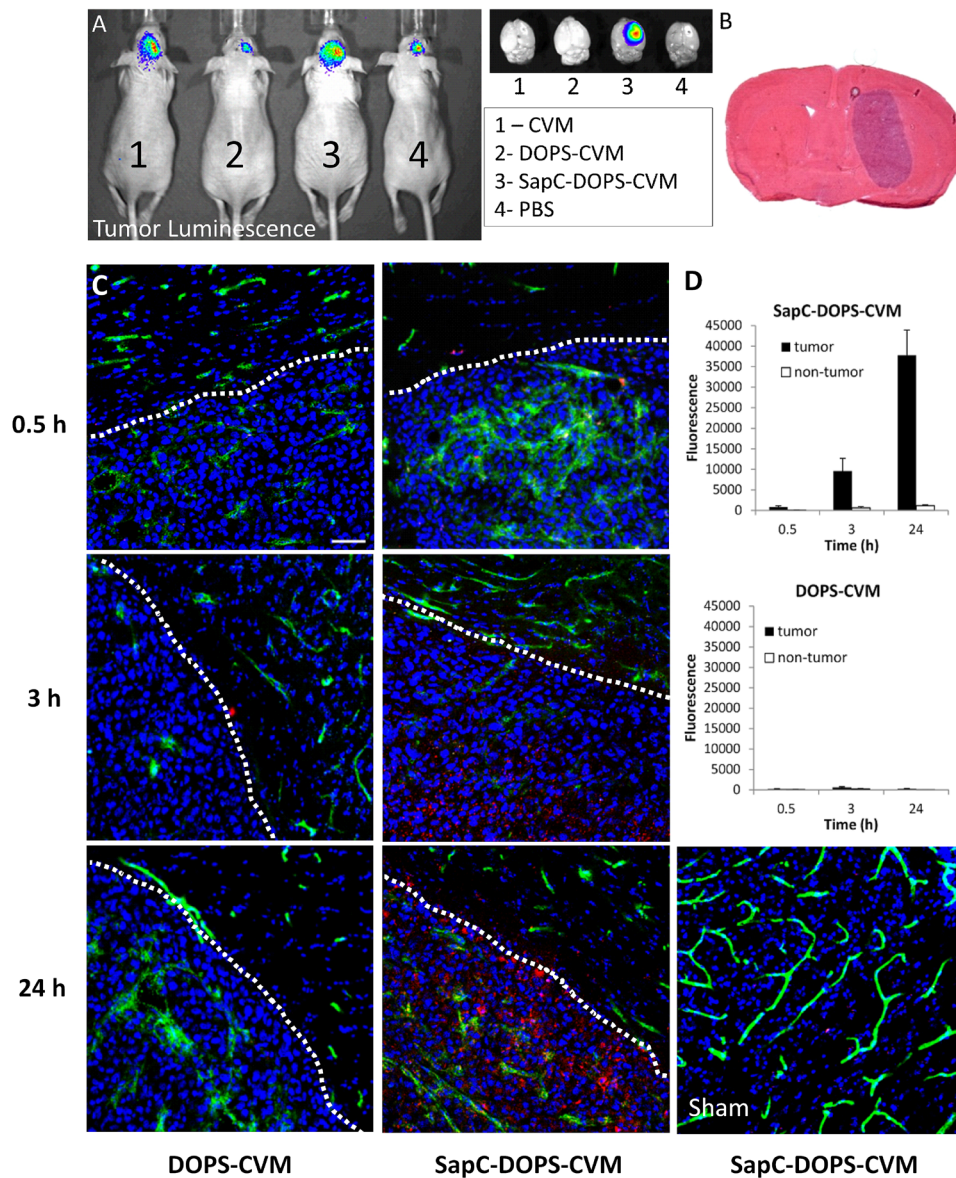 A
1
2
3
4
Tumor Luminescence
1 2 3 4
1 – CVM
2- DOPS-CVM
3- SapC-DOPS-CVM
4- PBS
B
C
0.5 h
3 h
24 h
DOPS-CVM
SapC-DOPS-CVM
D
SapC-DOPS-CVM
45000
40000
35000
30000
25000
20000
15000
10000
5000
0
Fluorescence
tumor
non-tumor
0.5 3 24
Time (h)
DOPS-CVM
45000
40000
35000
30000
25000
20000
15000
10000
5000
0
Fluorescence
tumor
non-tumor
0.5 3 24
Time (h)
Sham
SapC-DOPS-CVM